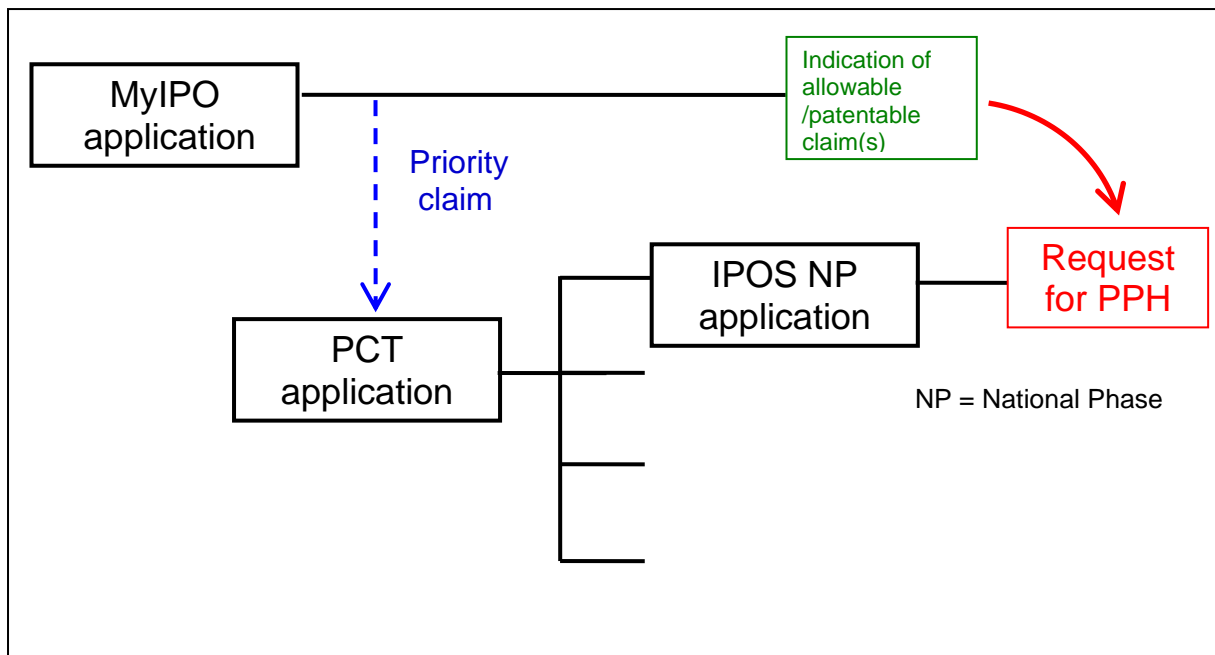 MyIPO
application
Indication of
allowable
/patentable
claim(s)
Priority
claim
IPOS NP
application
Request
for PPH
PCT
application
NP = National Phase